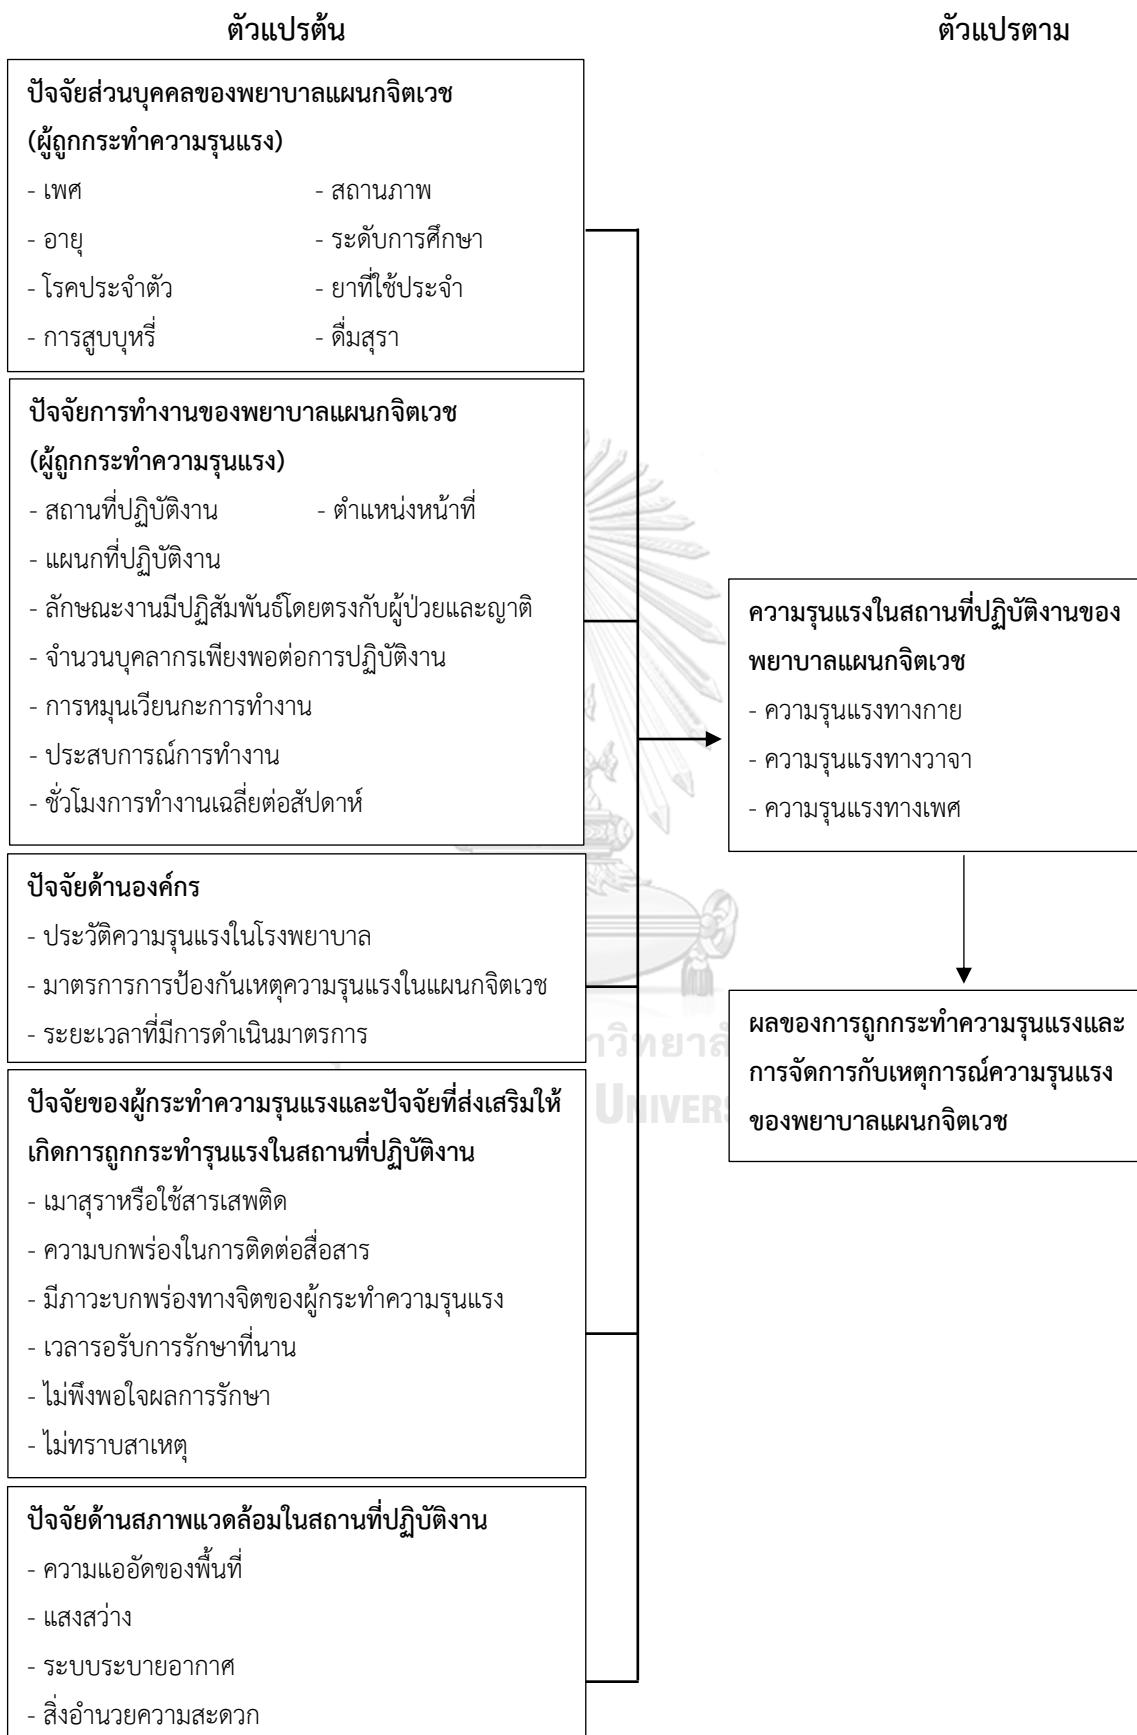 ตัวแปรต้น
ตัวแปรตาม
ปัจจัยส่วนบุคคลของพยาบาลแผนกจิตเวช
(ผู้ถูกกระทำความรุนแรง)
- เพศ - สถานภาพ
- อายุ - ระดับการศึกษา
- โรคประจำตัว - ยาที่ใช้ประจำ
- การสูบบุหรี่ - ดื่มสุรา
ปัจจัยการทำงานของพยาบาลแผนกจิตเวช
(ผู้ถูกกระทำความรุนแรง)
- สถานที่ปฏิบัติงาน - ตำแหน่งหน้าที่
- แผนกที่ปฏิบัติงาน
- ลักษณะงานมีปฏิสัมพันธ์โดยตรงกับผู้ป่วยและญาติ
- จำนวนบุคลากรเพียงพอต่อการปฏิบัติงาน
- การหมุนเวียนกะการทำงาน
- ประสบการณ์การทำงาน
- ชั่วโมงการทำงานเฉลี่ยต่อสัปดาห์
ปัจจัยด้านองค์กร
- ประวัติความรุนแรงในโรงพยาบาล
- มาตรการการป้องกันเหตุความรุนแรงในแผนกจิตเวช
- ระยะเวลาที่มีการดำเนินมาตรการ
ปัจจัยของผู้กระทำความรุนแรงและปัจจัยที่ส่งเสริมให้
เกิดการถูกกระทำรุนแรงในสถานที่ปฏิบัติงาน
- เมาสุราหรือใช้สารเสพติด
- ความบกพร่องในการติดต่อสื่อสาร
- มีภาวะบกพร่องทางจิตของผู้กระทำความรุนแรง
- เวลารอรับการรักษาที่นาน
- ไม่พึงพอใจผลการรักษา
- ไม่ทราบสาเหตุ
ปัจจัยด้านสภาพแวดล้อมในสถานที่ปฏิบัติงาน
- ความแออัดของพื้นที่
- แสงสว่าง
- ระบบระบายอากาศ
- สิ่งอำนวยความสะดวก
ความรุนแรงในสถานที่ปฏิบัติงานของ
พยาบาลแผนกจิตเวช
- ความรุนแรงทางกาย
- ความรุนแรงทางวาจา
- ความรุนแรงทางเพศ
ผลของการถูกกระทำความรุนแรงและ
การจัดการกับเหตุการณ์ความรุนแรง
ของพยาบาลแผนกจิตเวช